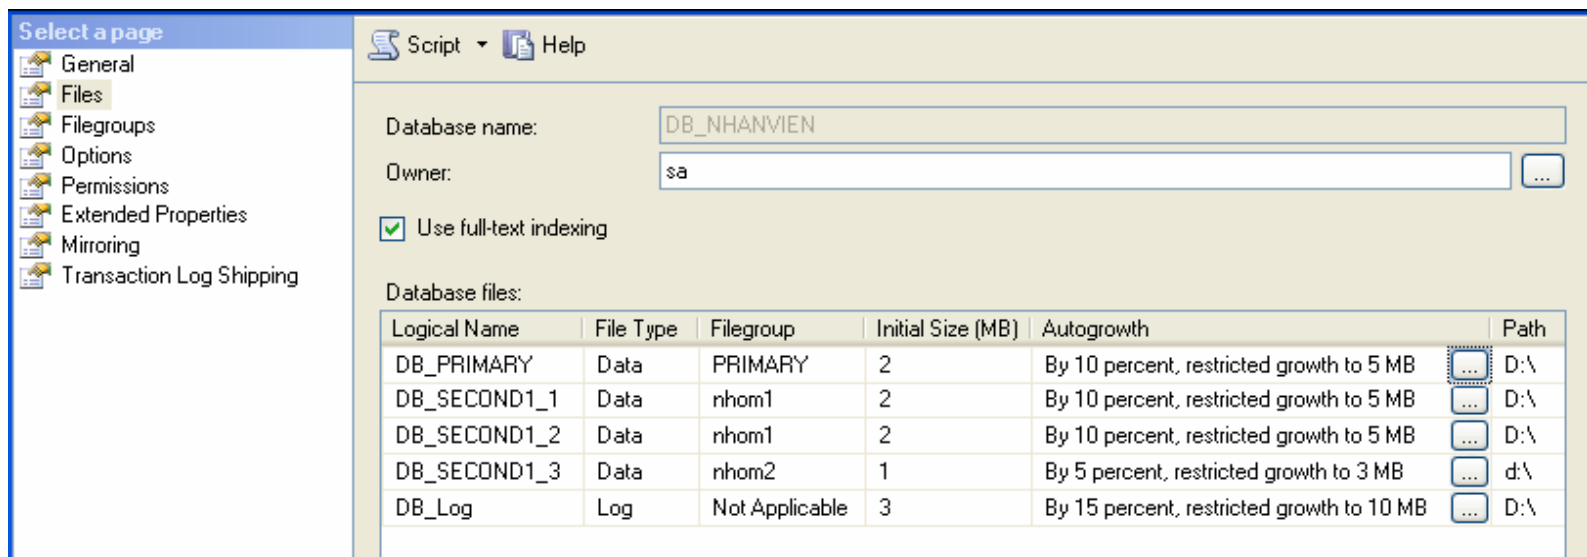 Select a page
General
Files
Filegroups
Options
Permissions
Extended Properties
Mirroring
Transaction Log Shipping
Script Help
Database name: DB_NHANVIEN
Owner: sa ...
Use full-text indexing
Database files:
Logical Name File Type Filegroup Initial Size (MB) Autogrowth Path
DB_PRIMARY Data PRIMARY 2 By 10 percent, restricted growth to 5 MB ... D:\
DB_SECOND1_1 Data nhom1 2 By 10 percent, restricted growth to 5 MB ... D:\
DB_SECOND1_2 Data nhom1 2 By 10 percent, restricted growth to 5 MB ... D:\
DB_SECOND1_3 Data nhom2 1 By 5 percent, restricted growth to 3 MB ... d:\
DB_Log Log Not Applicable 3 By 15 percent, restricted growth to 10 MB ... D:\